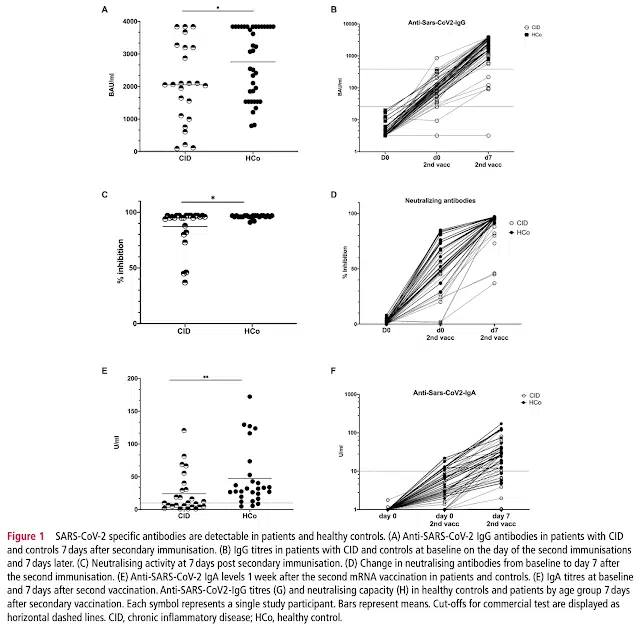 A
BAU/ml
4000
3000
2000
1000
0
*
CID
HCo
B
Anti-Sars-CoV2-IgG
BAU/ml
10000
1000
100
10
1
D0
d0
2nd vacc
d7
2nd vacc
CID
HCo
C
% inhibition
100
50
0
*
CID
HCo
D
Neutralizing antibodies
% Inhibition
100
50
0
D0
d0
2nd vacc
d7
2nd vacc
CID
HCo
E
U/ml
200
150
100
50
0
**
CID
HCo
F
Anti-Sars-CoV2-IgA
U/ml
1000
100
10
1
day 0
day 0
2nd vacc
day 7
2nd vacc
CID
HCo
Figure 1 SARS-CoV-2 specific antibodies are detectable in patients and healthy controls. (A) Anti-SARS-CoV-2 IgG antibodies in patients with CID
and controls 7 days after secondary immunisation. (B) IgG titres in patients with CID and controls at baseline on the day of the second immunisations
and 7 days later. (C) Neutralising activity at 7 days post secondary immunisation. (D) Change in neutralising antibodies from baseline to day 7 after
the second immunisation. (E) Anti-SARS-CoV-2 IgA levels 1 week after the second mRNA vaccination in patients and controls. (E) IgA titres at baseline
and 7 days after second vaccination. Anti-SARS-CoV-2-IgG titres (G) and neutralising capacity (H) in healthy controls and patients by age group 7 days
after secondary vaccination. Each symbol represents a single study participant. Bars represent means. Cut-offs for commercial test are displayed as
horizontal dashed lines. CID, chronic inflammatory disease; HCo, healthy control.